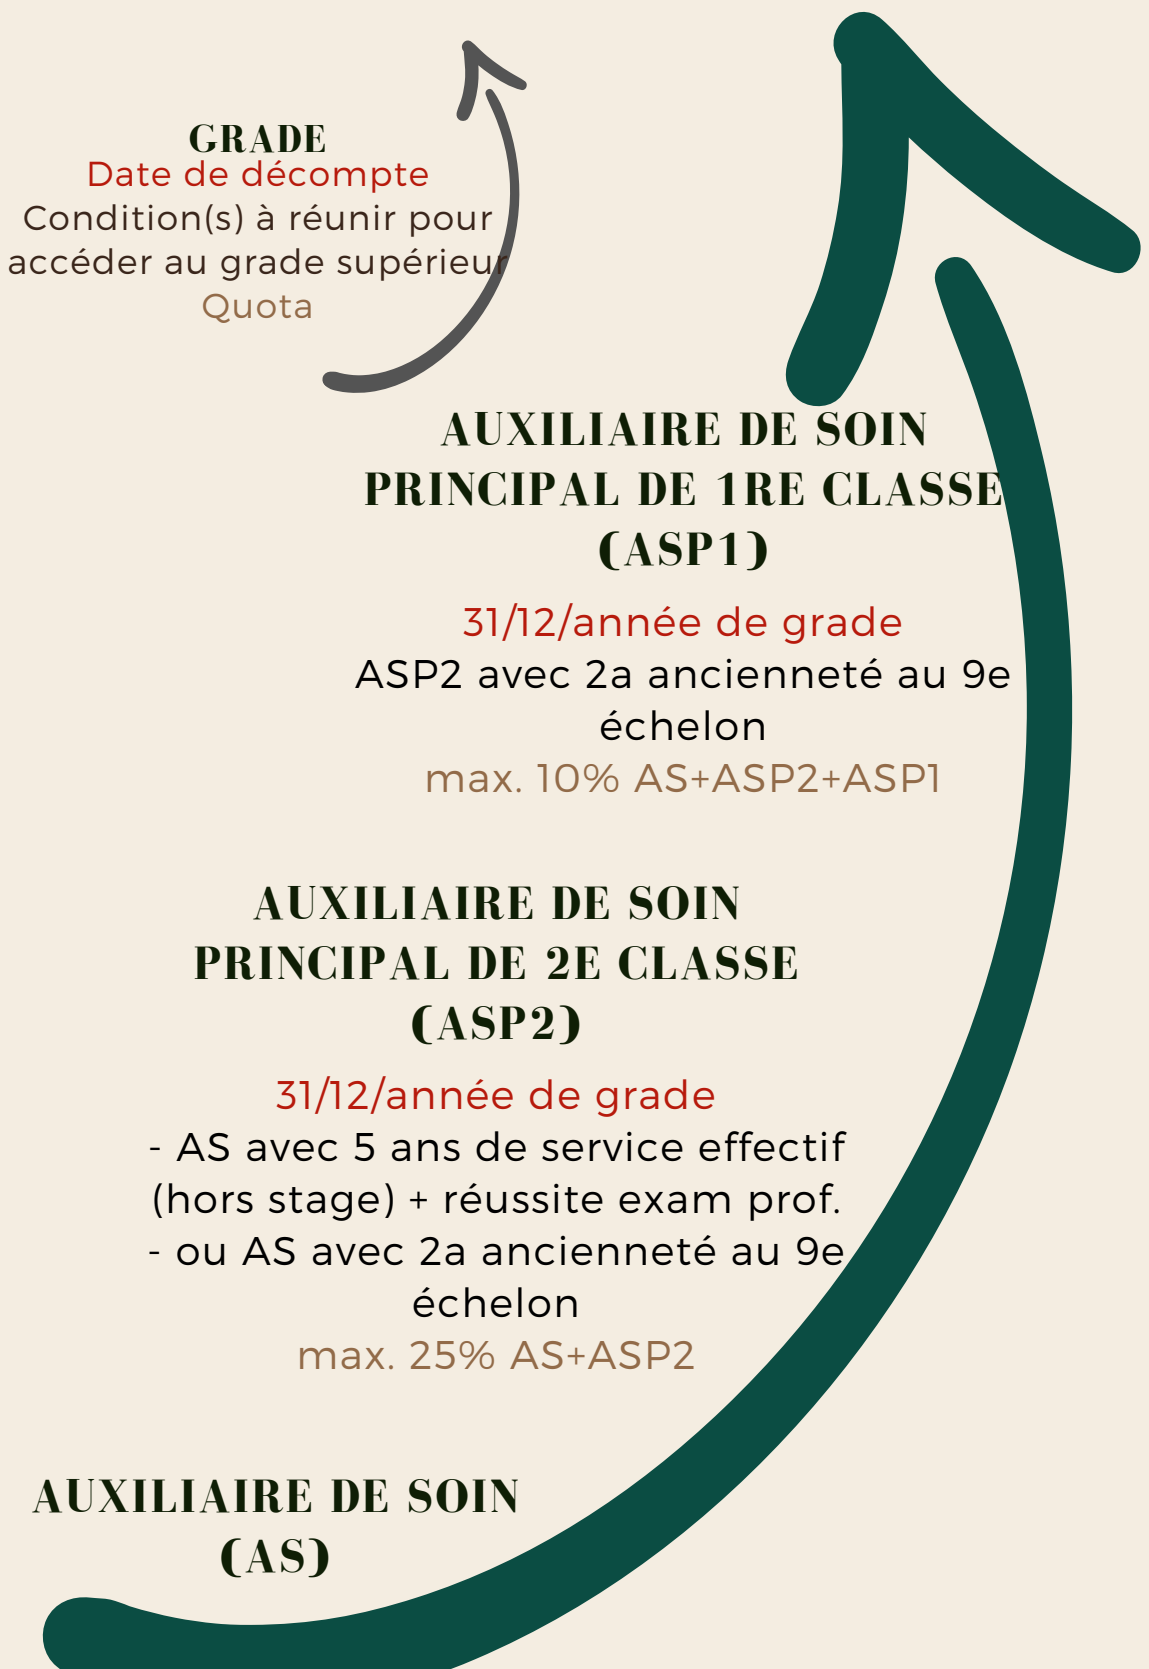 GRADE
Date de décompte
Condition(s) à réunir pour
accéder au grade supérieur
Quota
AUXILIAIRE DE SOIN
PRINCIPAL DE 1RE CLASSE
(ASP1)
31/12/année de grade
ASP2 avec 2a ancienneté au 9e
échelon
max. 10% AS+ASP2+ASP1
AUXILIAIRE DE SOIN
PRINCIPAL DE 2E CLASSE
(ASP2)
31/12/année de grade
- AS avec 5 ans de service effectif
(hors stage) + réussite exam prof.
- ou AS avec 2a ancienneté au 9e
échelon
max. 25% AS+ASP2
AUXILIAIRE DE SOIN
(AS)